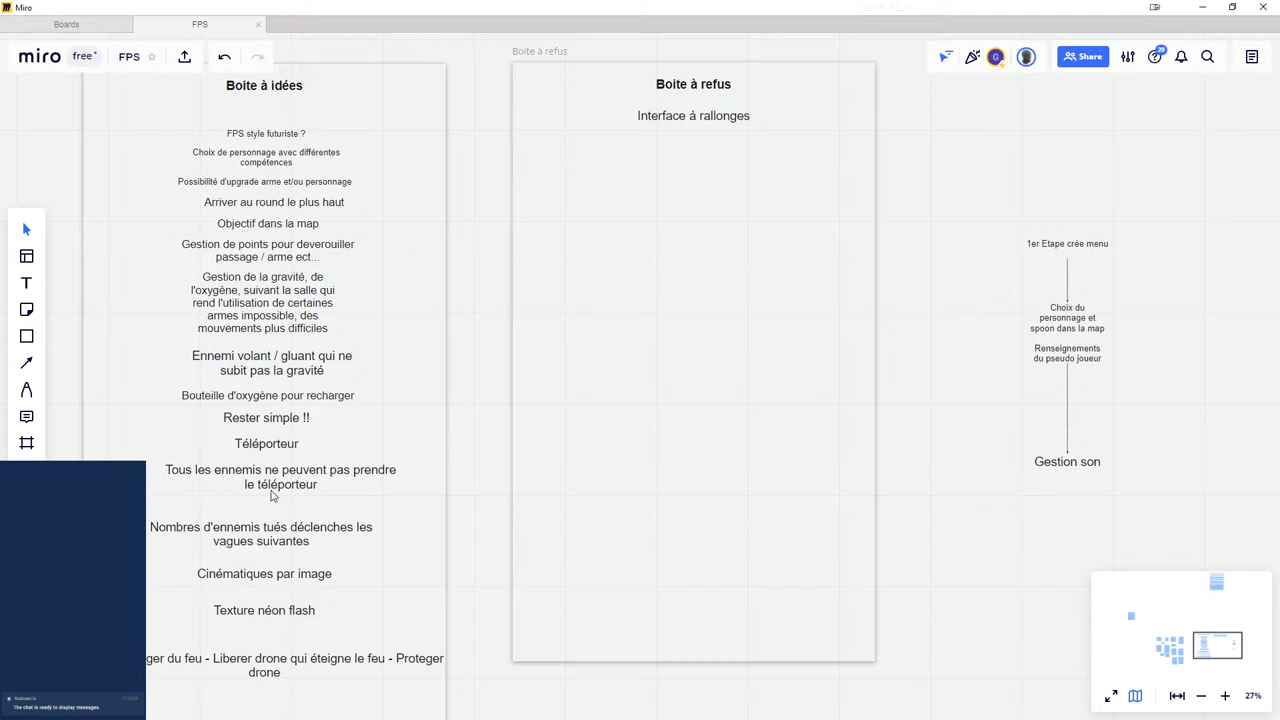 Miro
Boards
FPS
miro
free
FPS
Share
29
G
Boite à refus
Boite à idées
FPS style futuriste ?
Choix de personnage avec différentes
compétences
Possibilité d'upgrade arme et/ou personnage
Arriver au round le plus haut
Objectif dans la map
Gestion de points pour deverouiller
passage / arme ect...
Gestion de la gravité, de
l'oxygène, suivant la salle qui
rend l'utilisation de certaines
armes impossible, des
mouvements plus difficiles
Ennemi volant / gluant qui ne
subit pas la gravité
Bouteille d'oxygène pour recharger
Rester simple !!
Téléporteur
Tous les ennemis ne peuvent pas prendre
le téléporteur
Nombres d'ennemis tués déclenches les
vagues suivantes
Cinématiques par image
Texture néon flash
ger du feu - Liberer drone qui éteigne le feu - Proteger
drone
Boite à refus
Interface á rallonges
1er Etape crée menu
Choix du
personnage et
spoon dans la map
Renseignements
du pseudo joueur
Gestion son
The chat is ready to display messages.
27%